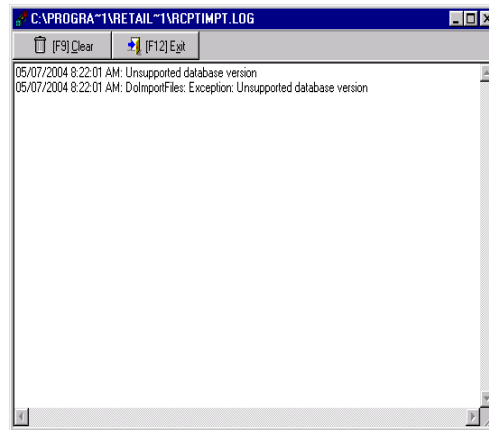 C:\PROGRA~1\RETAIL~1\RCPTIMPT.LOG
[F9] Clear [F12] Exit
05/07/2004 8:22:01 AM: Unsupported database version
05/07/2004 8:22:01 AM: DoImportFiles: Exception: Unsupported database version